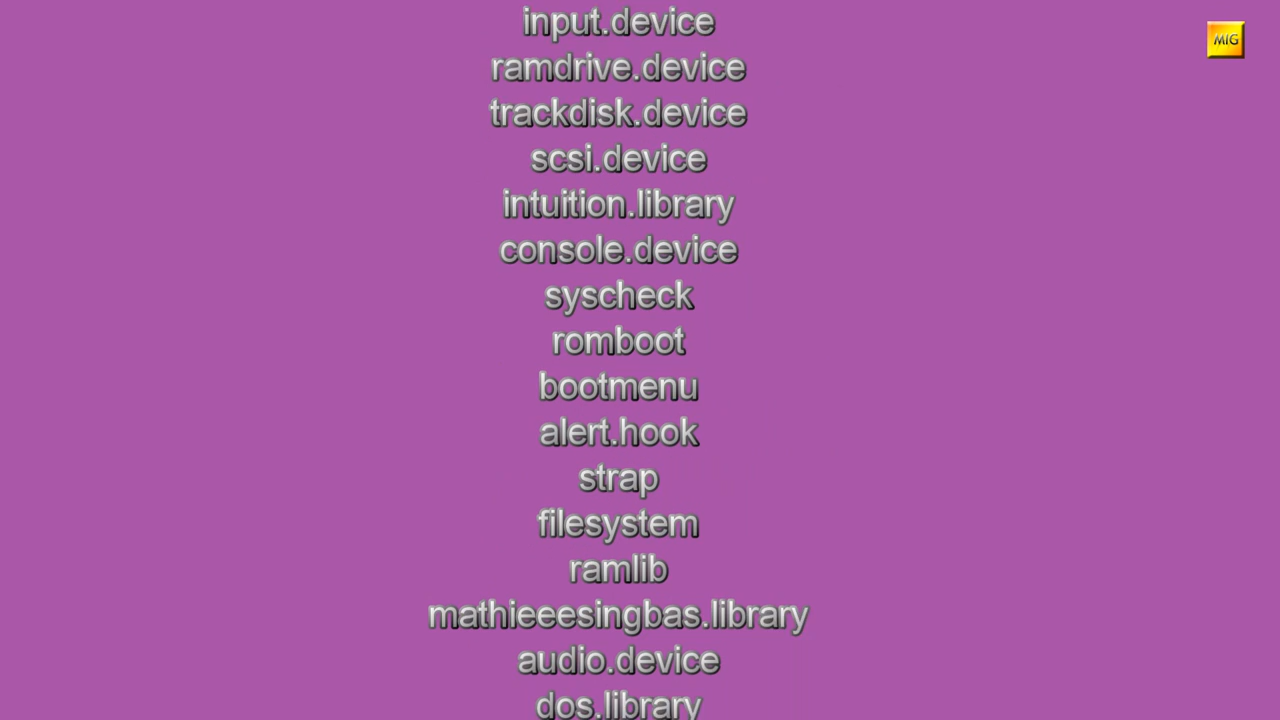 input.device
MIG
ramdrive.device
trackdisk.device
scsi.device
intuition.library
console.device
syscheck
romboot
bootmenu
alert.hook
strap
filesystem
ramlib
mathieeesingbas.library
audio.device
dos.library